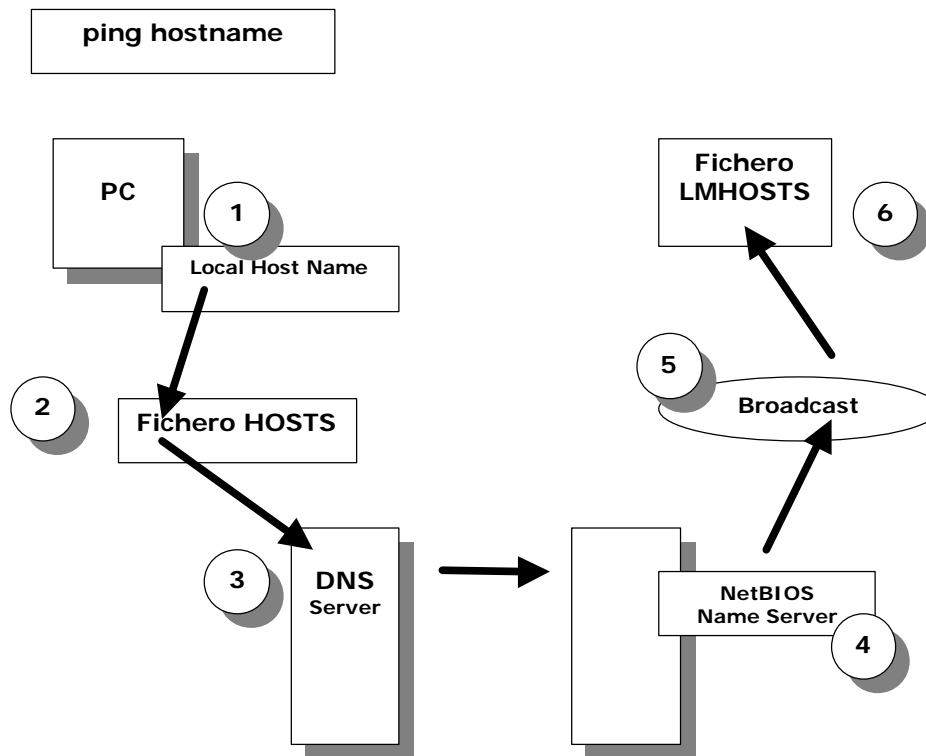 ping hostname
PC
1
Local Host Name
2
Fichero HOSTS
3
DNS
Server
NetBIOS
Name Server
4
5
Broadcast
Fichero
LMHOSTS
6